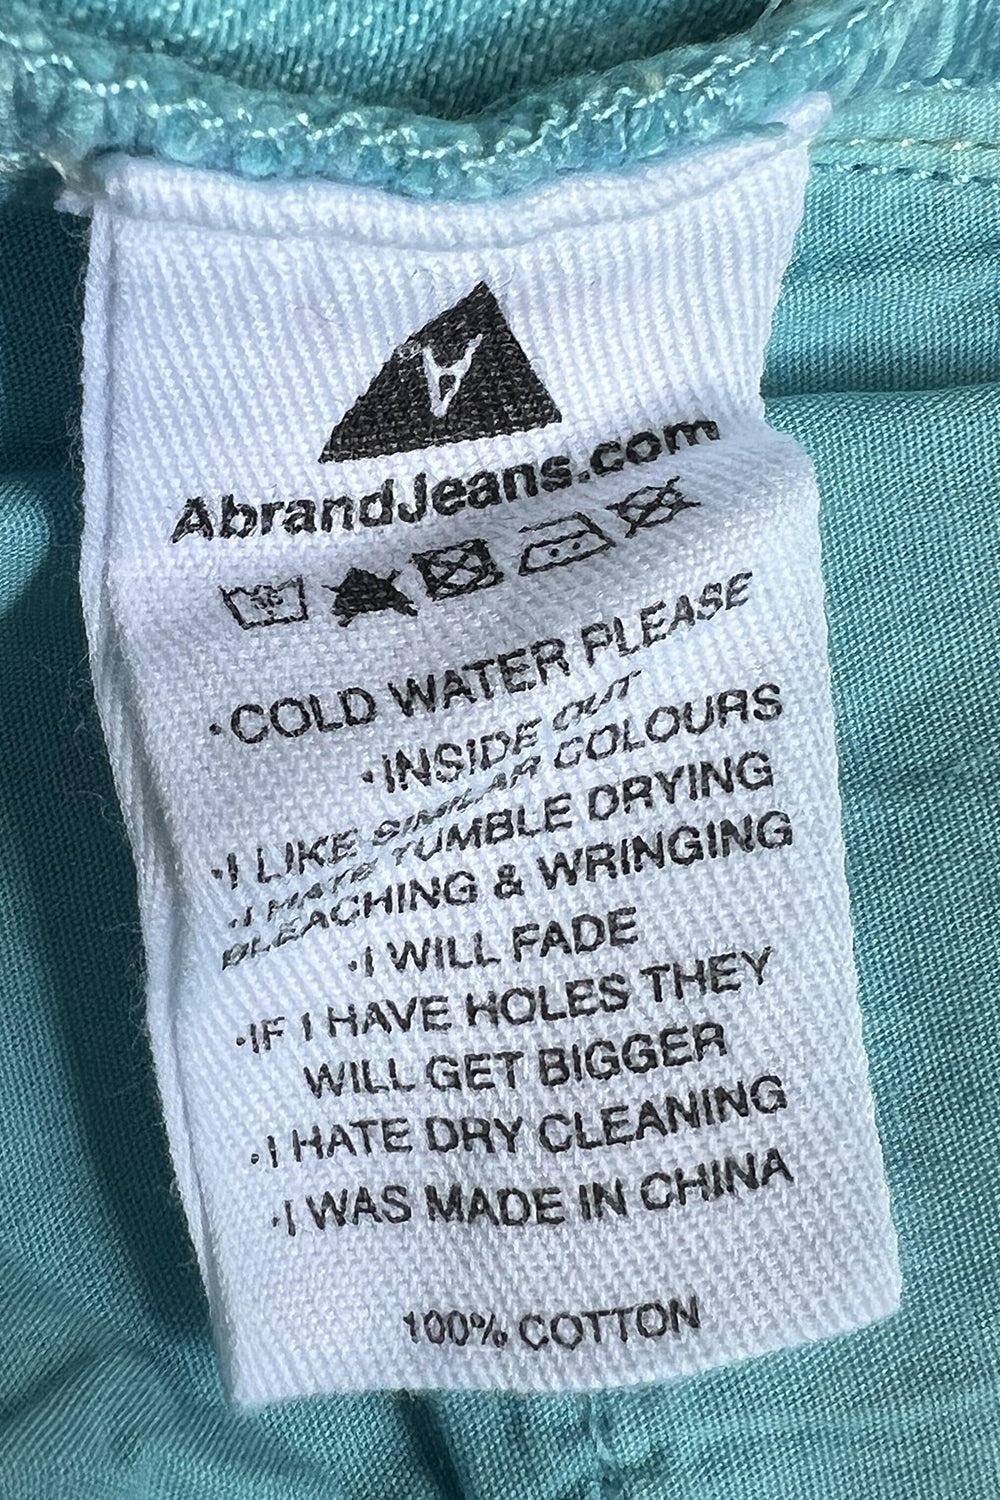 A
AbrandJeans.com
·COLD WATER PLEASE
·INSIDE OUT
·I LIKE SIMILAR COLOURS
·I HATE TUMBLE DRYING
BLEACHING & WRINGING
·I WILL FADE
·IF I HAVE HOLES THEY
WILL GET BIGGER
·I HATE DRY CLEANING
·I WAS MADE IN CHINA
100% COTTON